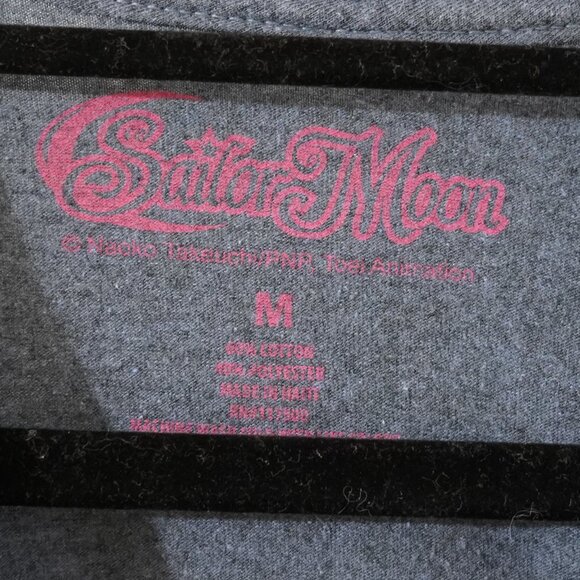 Sailor Moon
© Naoko Takeuchi/PNP, Toei Animation
M
60% COTTON
40% POLYESTER
MADE IN HAITI